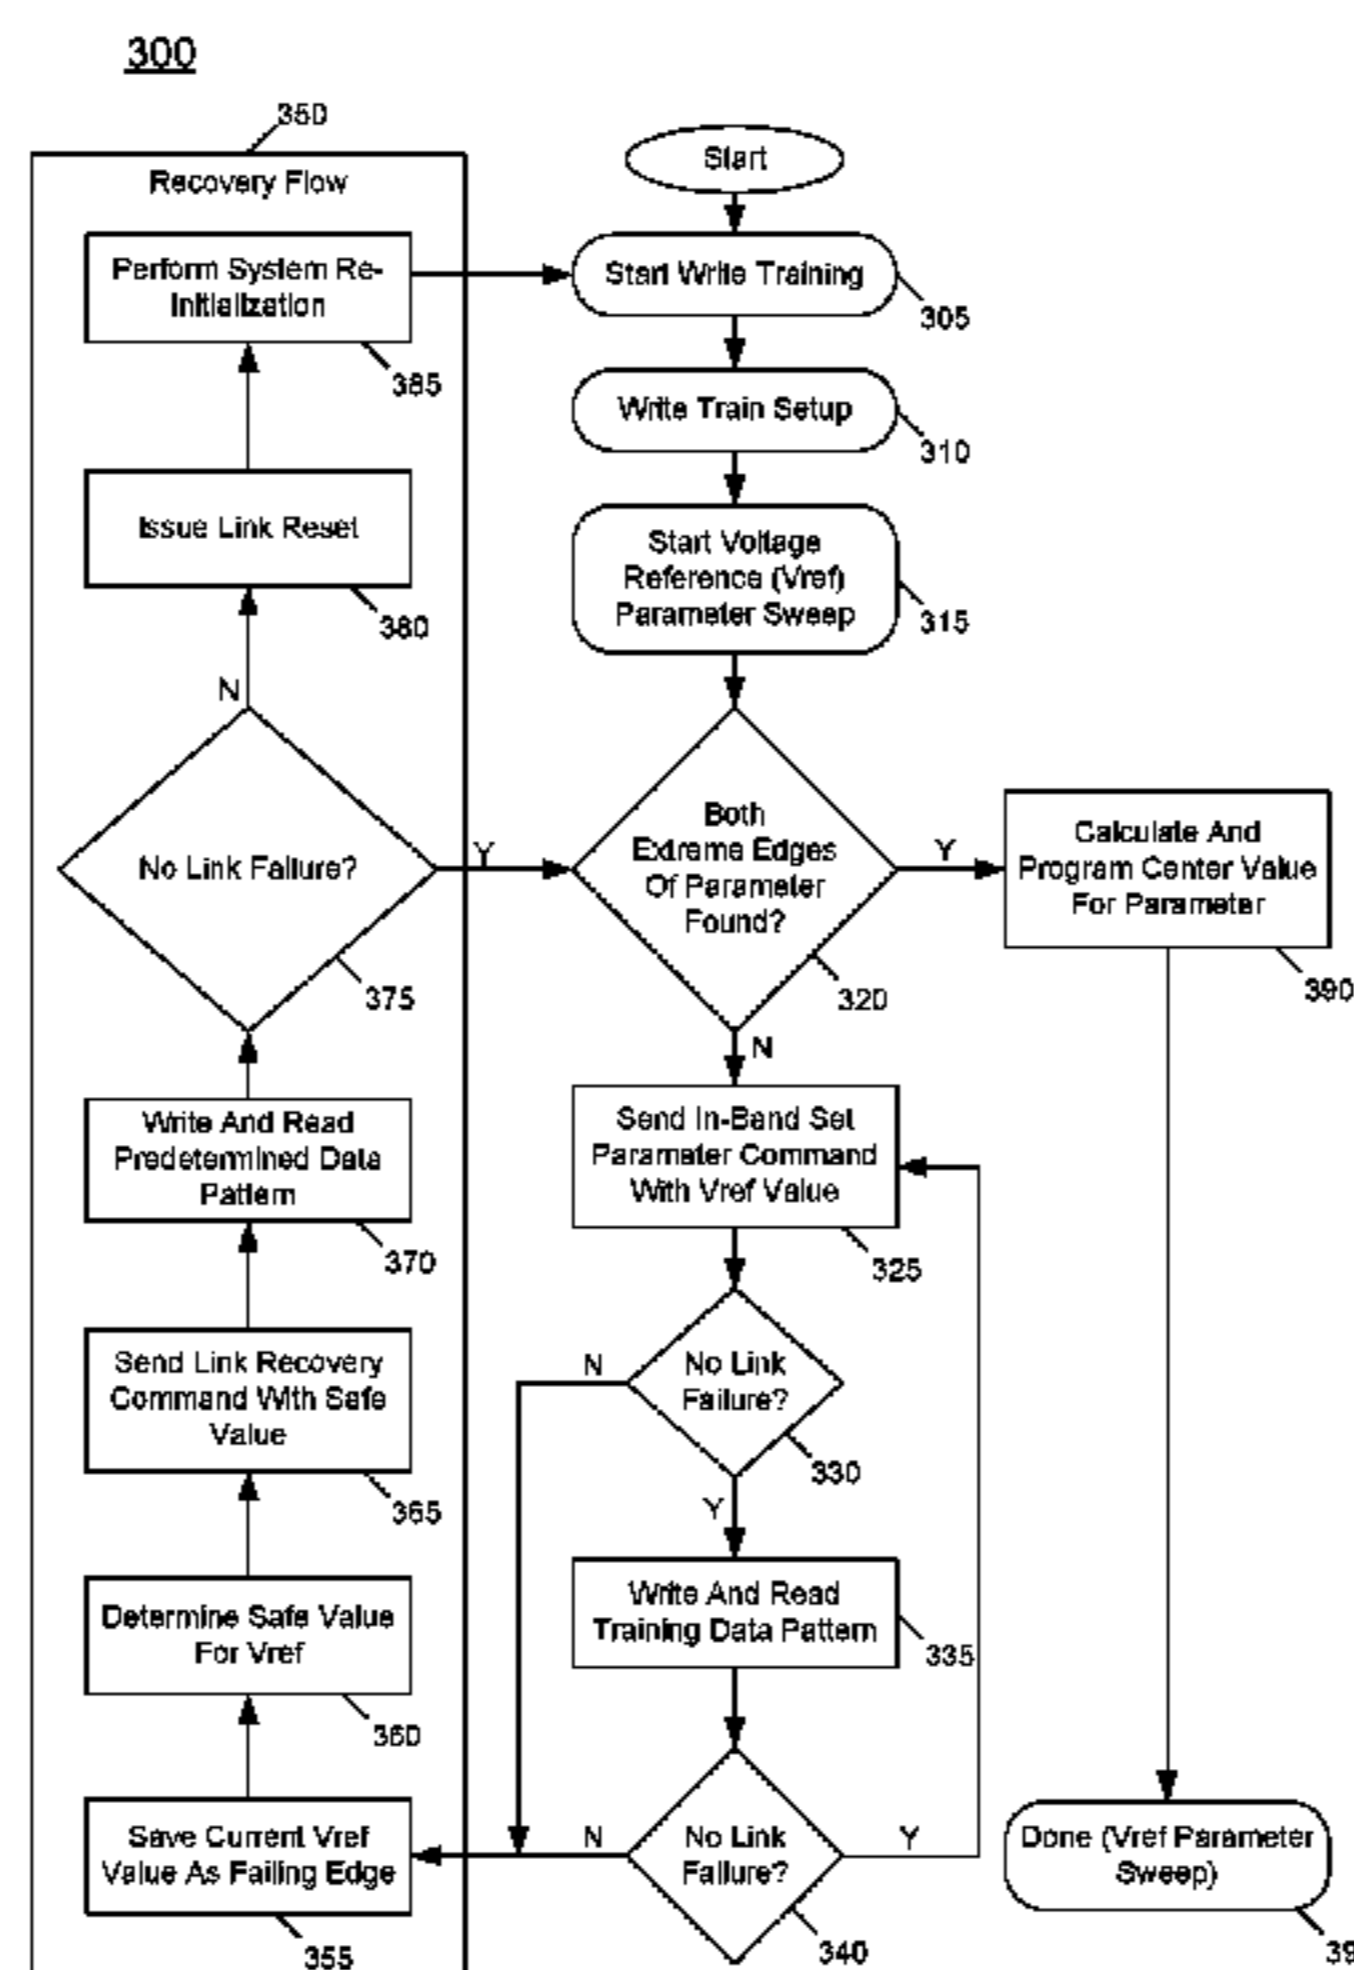 300
350
Recovery Flow
Start
Perform System Re-
Initialization
385
Start Write Training
305
Write Train Setup
310
Issue Link Reset
380
Start Voltage
Reference (Vref)
Parameter Sweep
315
N
No Link Failure?
375
Y
Both
Extreme Edges
Of Parameter
Found?
320
Y
Calculate And
Program Center Value
For Parameter
390
N
Write And Read
Predetermined Data
Pattern
370
Send In-Band Set
Parameter Command
With Vref Value
325
Send Link Recovery
Command With Safe
Value
365
N
No Link
Failure?
330
Y
Determine Safe Value
For Vref
360
Write And Read
Training Data Pattern
335
Save Current Vref
Value As Failing Edge
355
N
No Link
Failure?
340
Y
Done (Vref Parameter
Sweep)
39